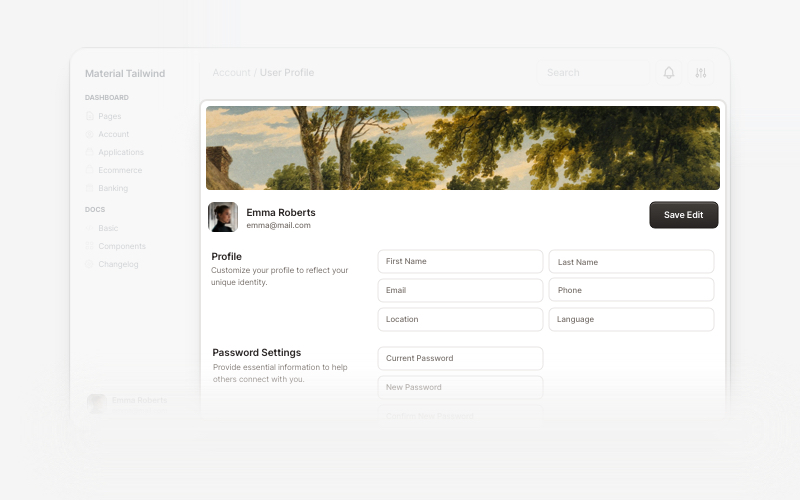 Material Tailwind
Account / User Profile
Search
DASHBOARD
Pages
Account
Applications
Ecommerce
Banking
DOCS
Basic
Components
Changelog
Emma Roberts
Emma Roberts
emma@mail.com
Save Edit
Profile
Customize your profile to reflect your
unique identity.
First Name
Last Name
Email
Phone
Location
Language
Password Settings
Provide essential information to help
others connect with you.
Current Password
New Password
Confirm New Password